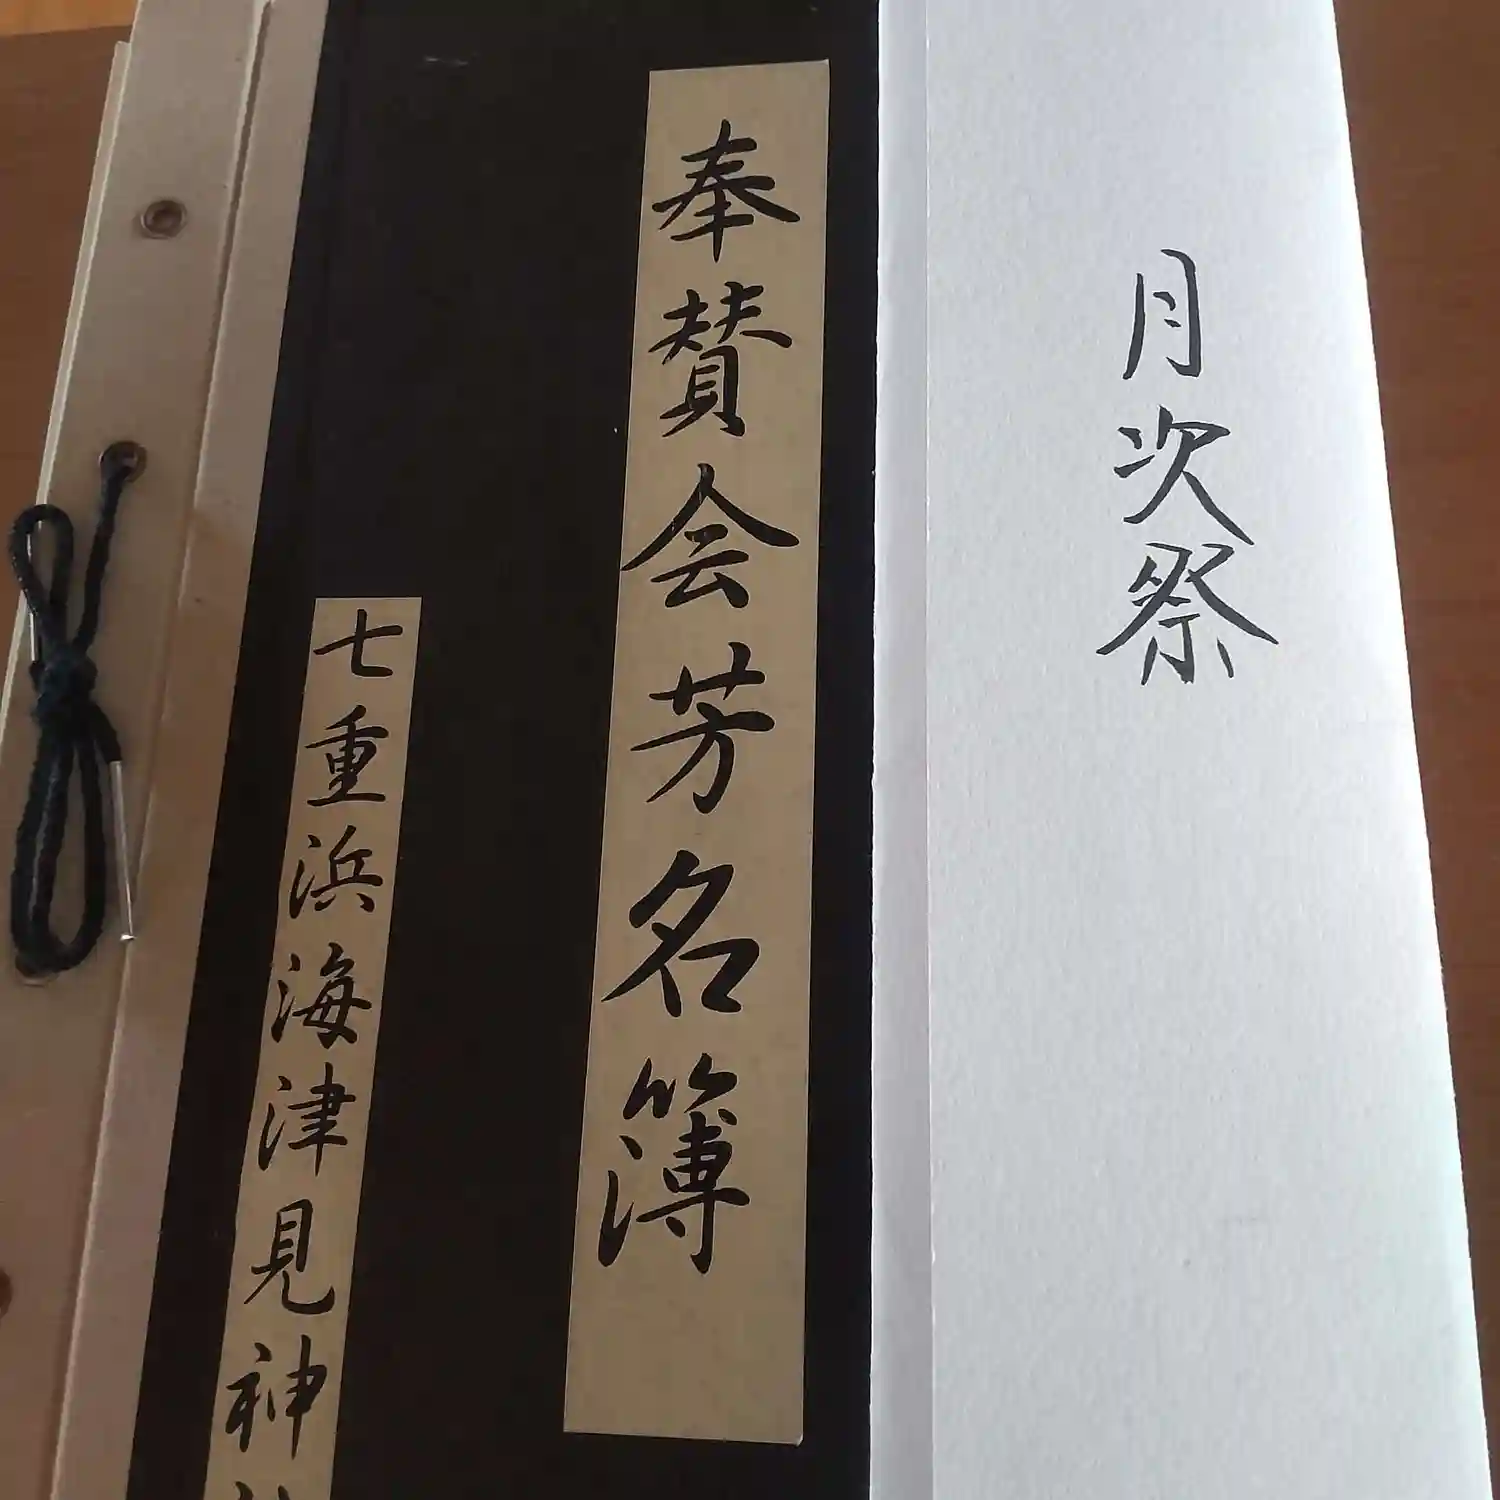 月次祭
奉賛会芳名簿
七重浜海津見神